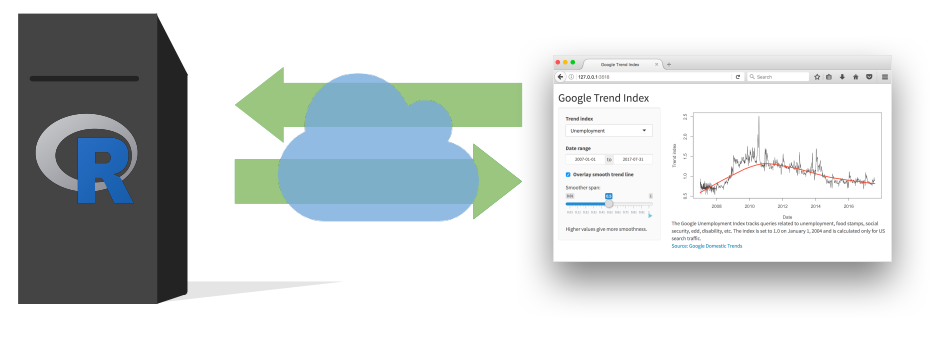 R
Google Trend Index
127.0.0.1:2618
Search
Google Trend Index
Trend index
Unemployment
Date range
2007-01-01 to 2017-07-31
Overlay smooth trend line
Smoother span:
1
Higher values give more smoothness.
Trend index
2.5
2.0
1.5
1.0
0.5
2008 2010 2012 2014 2016
Date
The Google Unemployment Index tracks queries related to unemployment, food stamps, social
security, edd, disability, etc. The index is set to 1.0 on January 1, 2004 and is calculated only for US
search traffic.
Source: Google Domestic Trends